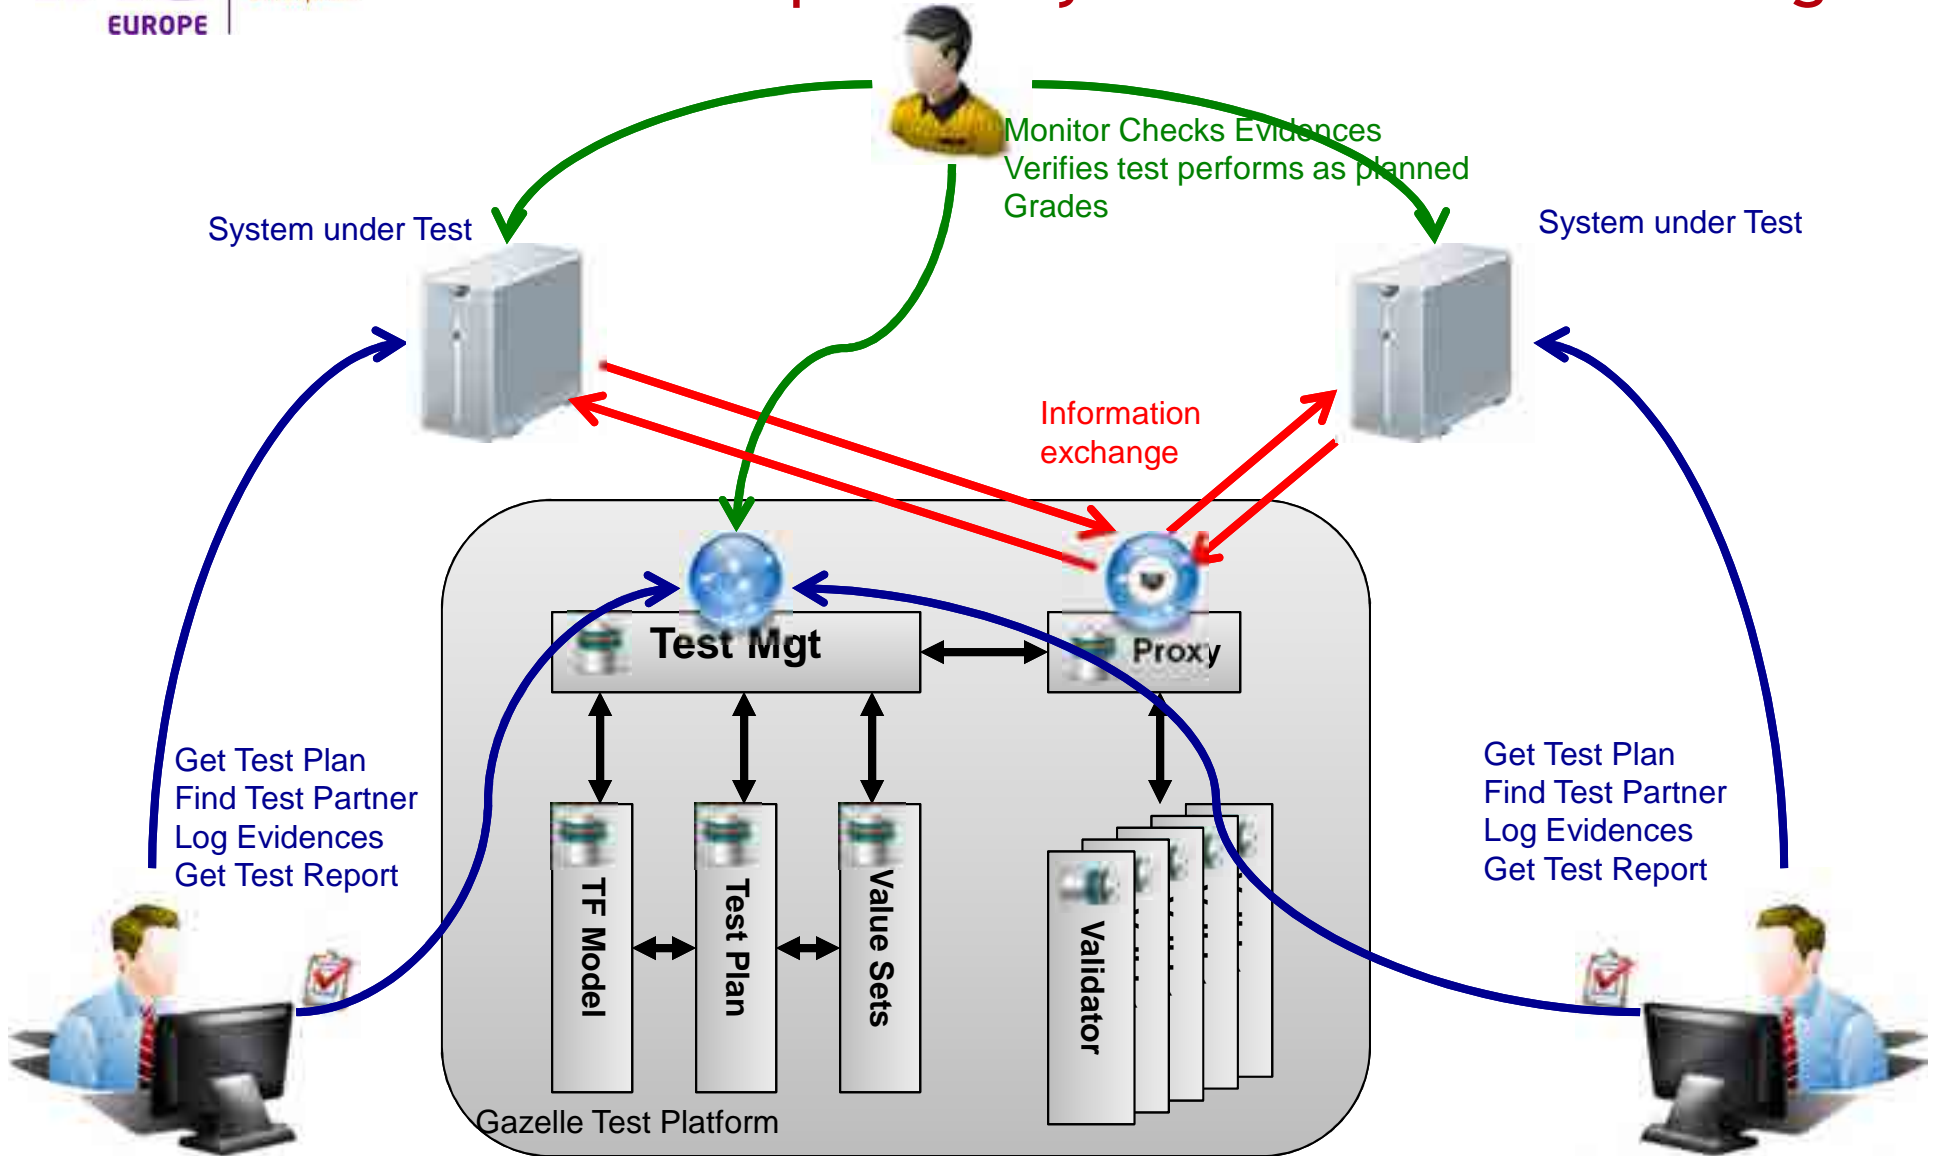 EUROPE
Monitor Checks Evidences
Verifies test performs as planned
Grades
System under Test
System under Test
Information
exchange
Test Mgt
Proxy
Get Test Plan
Find Test Partner
Log Evidences
Get Test Report
Get Test Plan
Find Test Partner
Log Evidences
Get Test Report
TF Model
Test Plan
Value Sets
Validator
Gazelle Test Platform